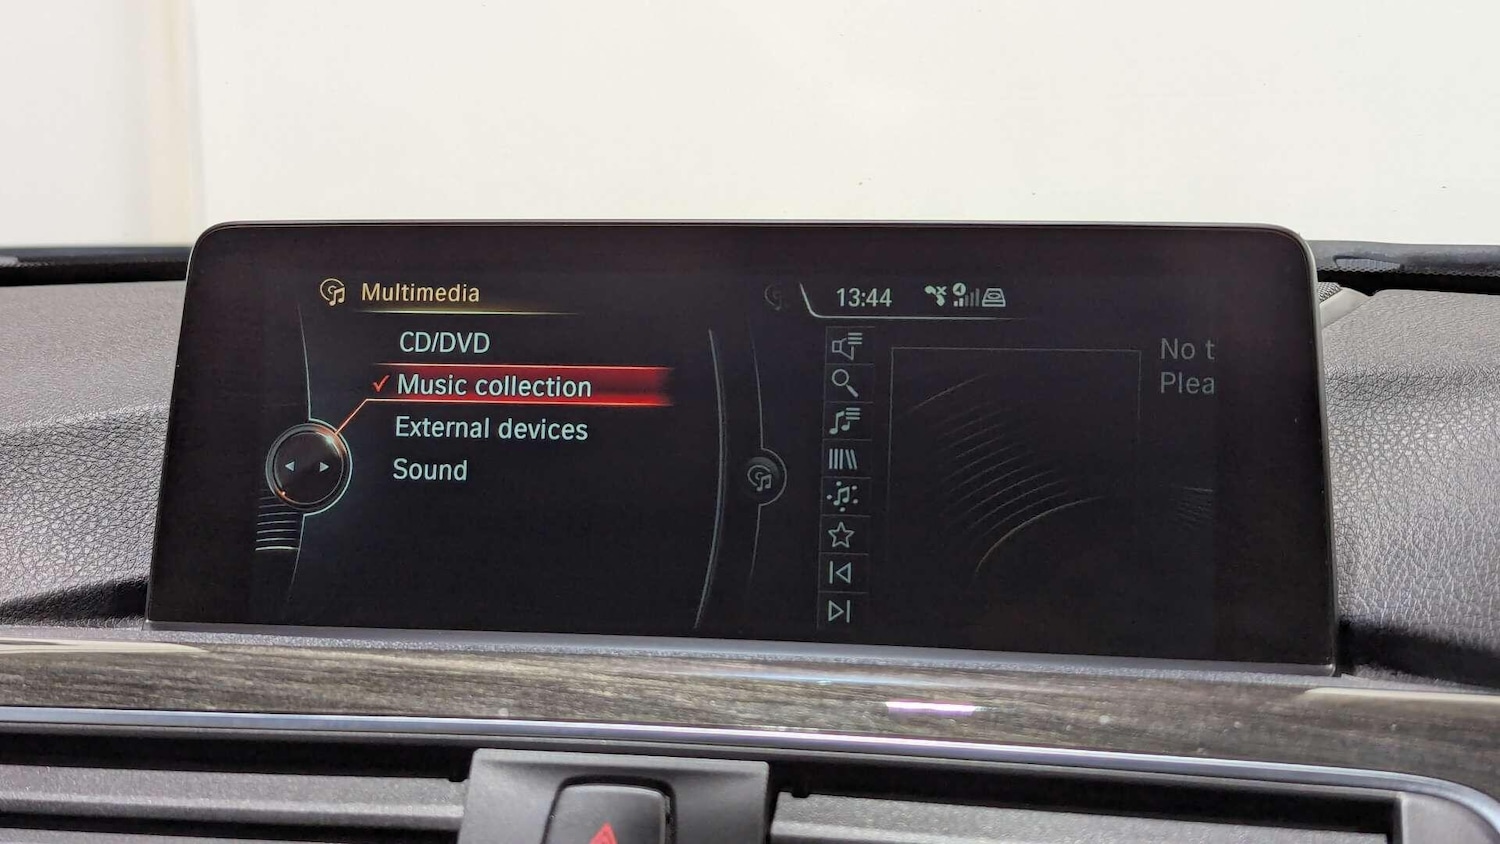 Multimedia
13:44
CD/DVD
Music collection
External devices
Sound
No t
Plea